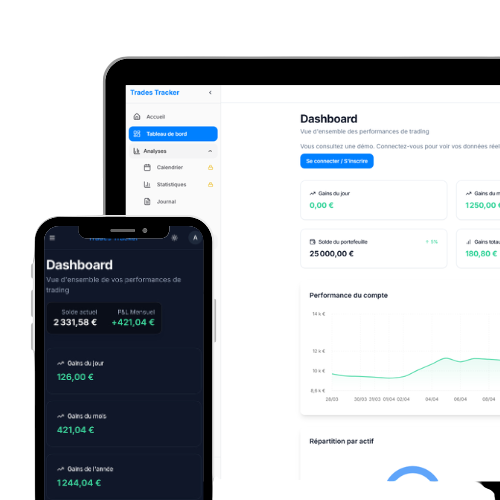 Trades Tracker
Accueil
Tableau de bord
Analyses
Calendrier
Statistiques
Journal
Dashboard
Vue d'ensemble des performances de trading
Vous consultez une démo. Connectez-vous pour voir vos données réel
Se connecter / S'inscrire
Gains du jour
0,00 €
Gains du m
1250,00
Solde du portefeuille
25 000,00 €
Gains total
180,80 €
Performance du compte
14 k €
12 k €
10 k €
28/03 30/03 31/03 01/04 02/04 04/04 06/04 08/04
Répartition par actif
Dashboard
Vue d'ensemble de vos performances de
trading
Solde actuel
2 331,58 €
P&L Mensuel
+421,04 €
Gains du jour
126,00 €
Gains du mois
421,04 €
Gains de l'année
1 244,04 €